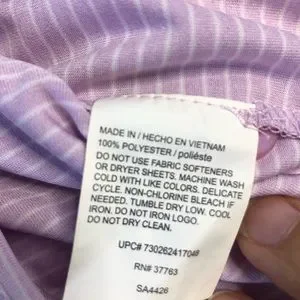 MADE IN / HECHO EN VIETNAM
100% POLYESTER / poliéste
DO NOT USE FABRIC SOFTENERS
OR DRYER SHEETS. MACHINE WASH
COLD WITH LIKE COLORS. DELICATE
CYCLE. NON-CHLORINE BLEACH IF
NEEDED. TUMBLE DRY LOW. COOL
IRON. DO NOT IRON LOGO.
DO NOT DRY CLEAN.
UPC# 730262417048
RN# 37763
SA4426